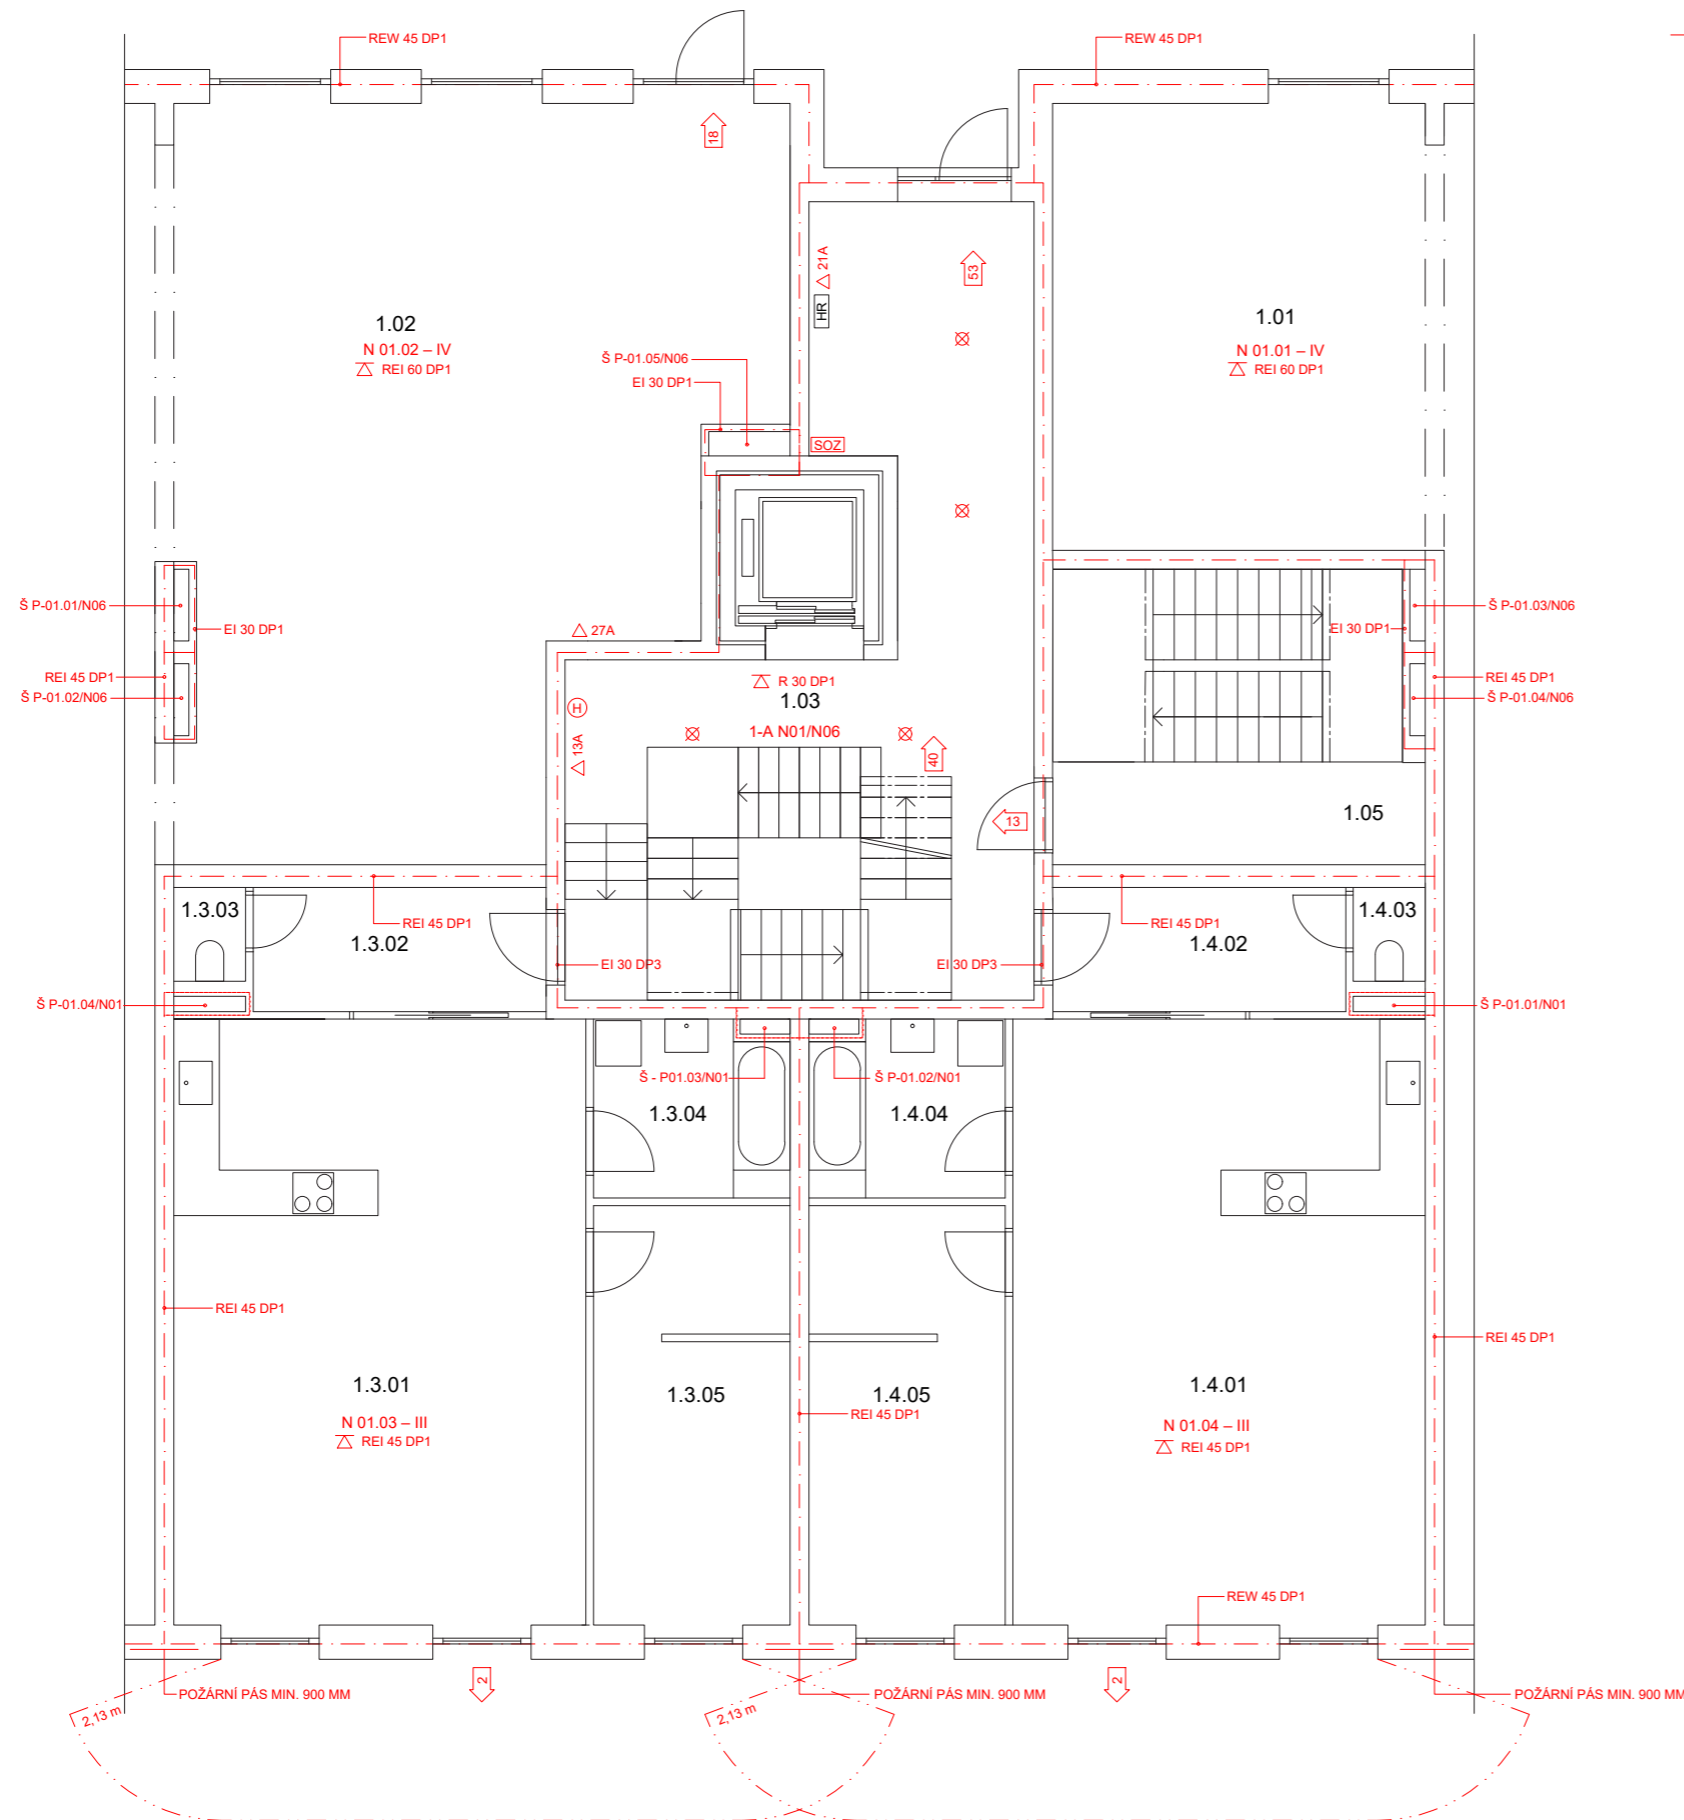 REW 45 DP1
REW 45 DP1
18
21A
HR
53
1.02
N 01.02 – IV
REI 60 DP1
1.01
N 01.01 – IV
REI 60 DP1
Š P-01.05/N06
EI 30 DP1
SOZ
Š P-01.01/N06
EI 30 DP1
REI 45 DP1
Š P-01.02/N06
27A
Š P-01.03/N06
EI 30 DP1
REI 45 DP1
Š P-01.04/N06
R 30 DP1
1.03
1-A N01/N06
H
13A
40
13
1.05
1.3.03
1.3.02
REI 45 DP1
EI 30 DP3
EI 30 DP3
REI 45 DP1
1.4.02
1.4.03
Š P-01.04/N01
Š P-01.01/N01
Š - P01.03/N01
Š P-01.02/N01
1.3.04
1.4.04
REI 45 DP1
REI 45 DP1
1.3.01
N 01.03 – III
REI 45 DP1
1.3.05
1.4.05
REI 45 DP1
1.4.01
N 01.04 – III
REI 45 DP1
REW 45 DP1
2
2
POŽÁRNÍ PÁS MIN. 900 MM
POŽÁRNÍ PÁS MIN. 900 MM
POŽÁRNÍ PÁS MIN. 900 MM
2,13 m
2,13 m